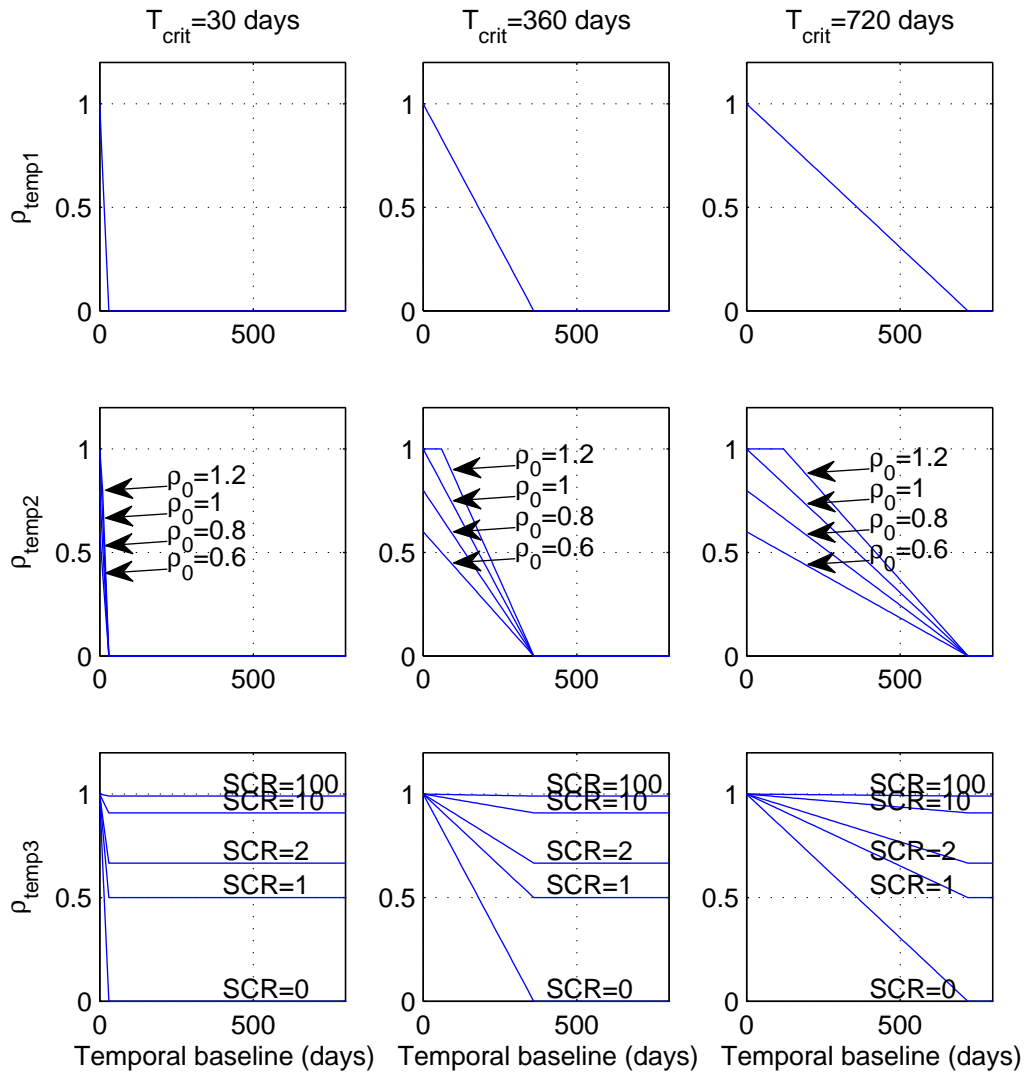 T_crit=30 days
T_crit=360 days
T_crit=720 days
ρ_temp1
1
0.5
0
0
500
1
0.5
0
0
500
1
0.5
0
0
500
ρ_temp2
1
0.5
0
0
500
ρ_0=1.2
ρ_0=1
ρ_0=0.8
ρ_0=0.6
1
0.5
0
0
500
ρ_0=1.2
ρ_0=1
ρ_0=0.8
ρ_0=0.6
1
0.5
0
0
500
ρ_0=1.2
ρ_0=1
ρ_0=0.8
ρ_0=0.6
ρ_temp3
1
0.5
0
0
500
SCR=100
SCR=10
SCR=2
SCR=1
SCR=0
Temporal baseline (days)
1
0.5
0
0
500
SCR=100
SCR=10
SCR=2
SCR=1
SCR=0
Temporal baseline (days)
1
0.5
0
0
500
SCR=100
SCR=10
SCR=2
SCR=1
SCR=0
Temporal baseline (days)